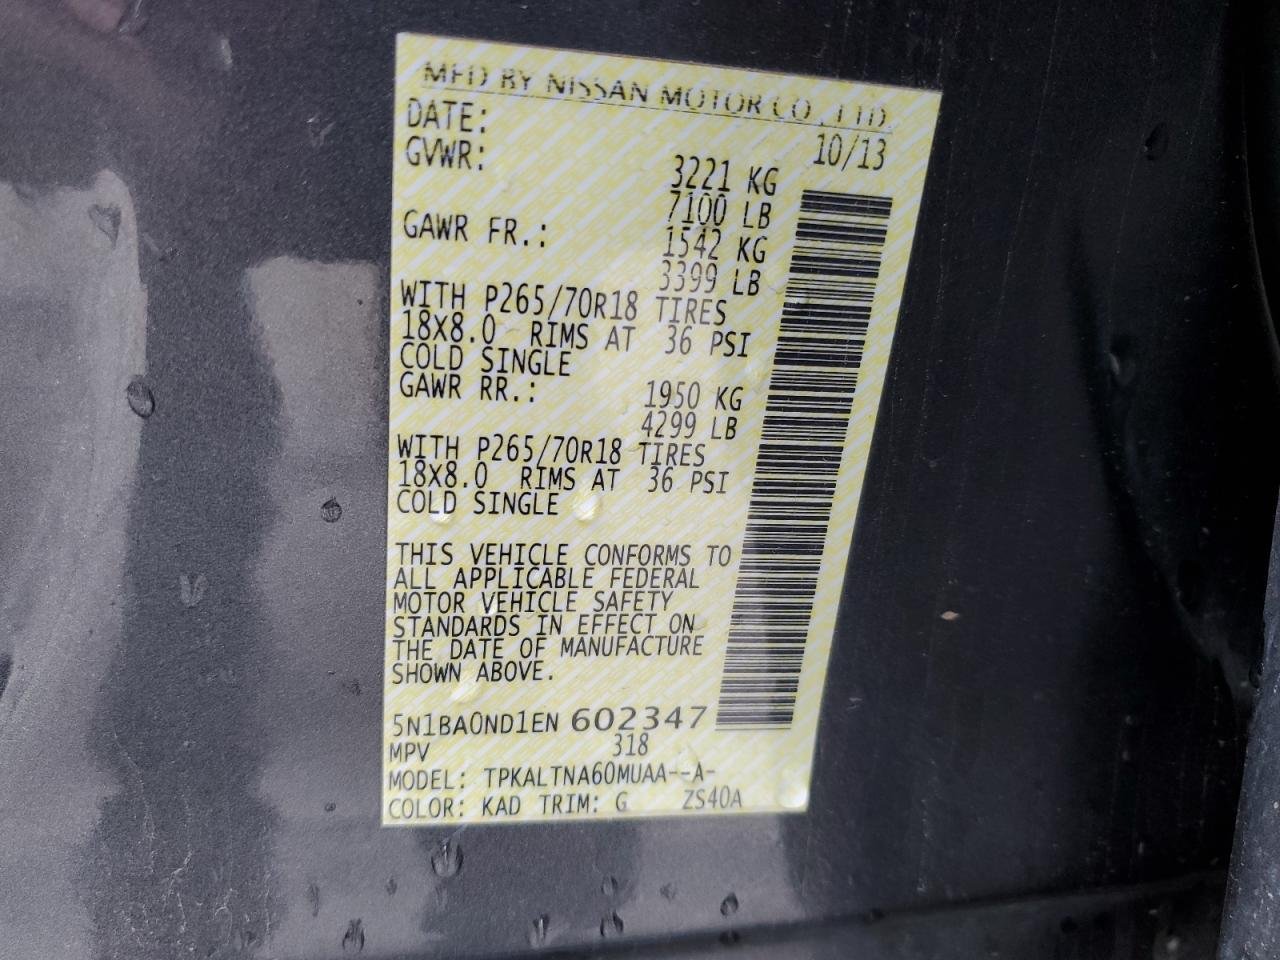 MFD BY NISSAN MOTOR CO., LTD.
DATE: 10/13
GVWR: 3221 KG
7100 LB
GAWR FR.: 1542 KG
3399 LB
WITH P265/70R18 TIRES
18X8.0 RIMS AT 36 PSI
COLD SINGLE
GAWR RR.: 1950 KG
4299 LB
WITH P265/70R18 TIRES
18X8.0 RIMS AT 36 PSI
COLD SINGLE
THIS VEHICLE CONFORMS TO
ALL APPLICABLE FEDERAL
MOTOR VEHICLE SAFETY
STANDARDS IN EFFECT ON
THE DATE OF MANUFACTURE
SHOWN ABOVE.
5N1BA0ND1EN 602347
MPV 318
MODEL: TPKALTNA60MUAA--A-
COLOR: KAD TRIM: G ZS40A